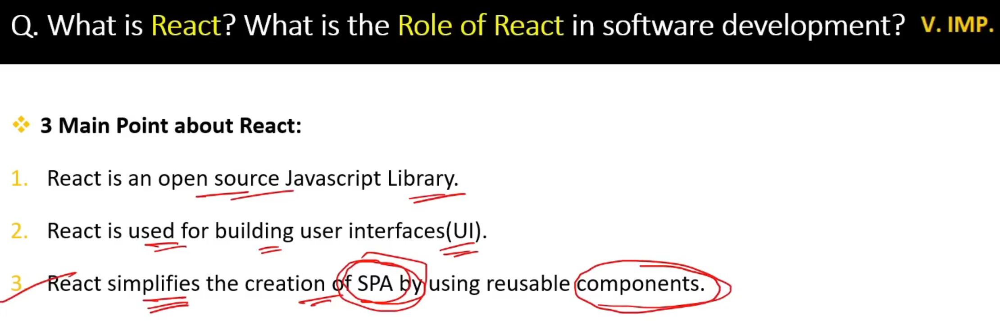 Q. What is React? What is the Role of React in software development? V. IMP.
❖ 3 Main Point about React:
1. React is an open source Javascript Library.
2. React is used for building user interfaces(UI).
3. React simplifies the creation of SPA by using reusable components.